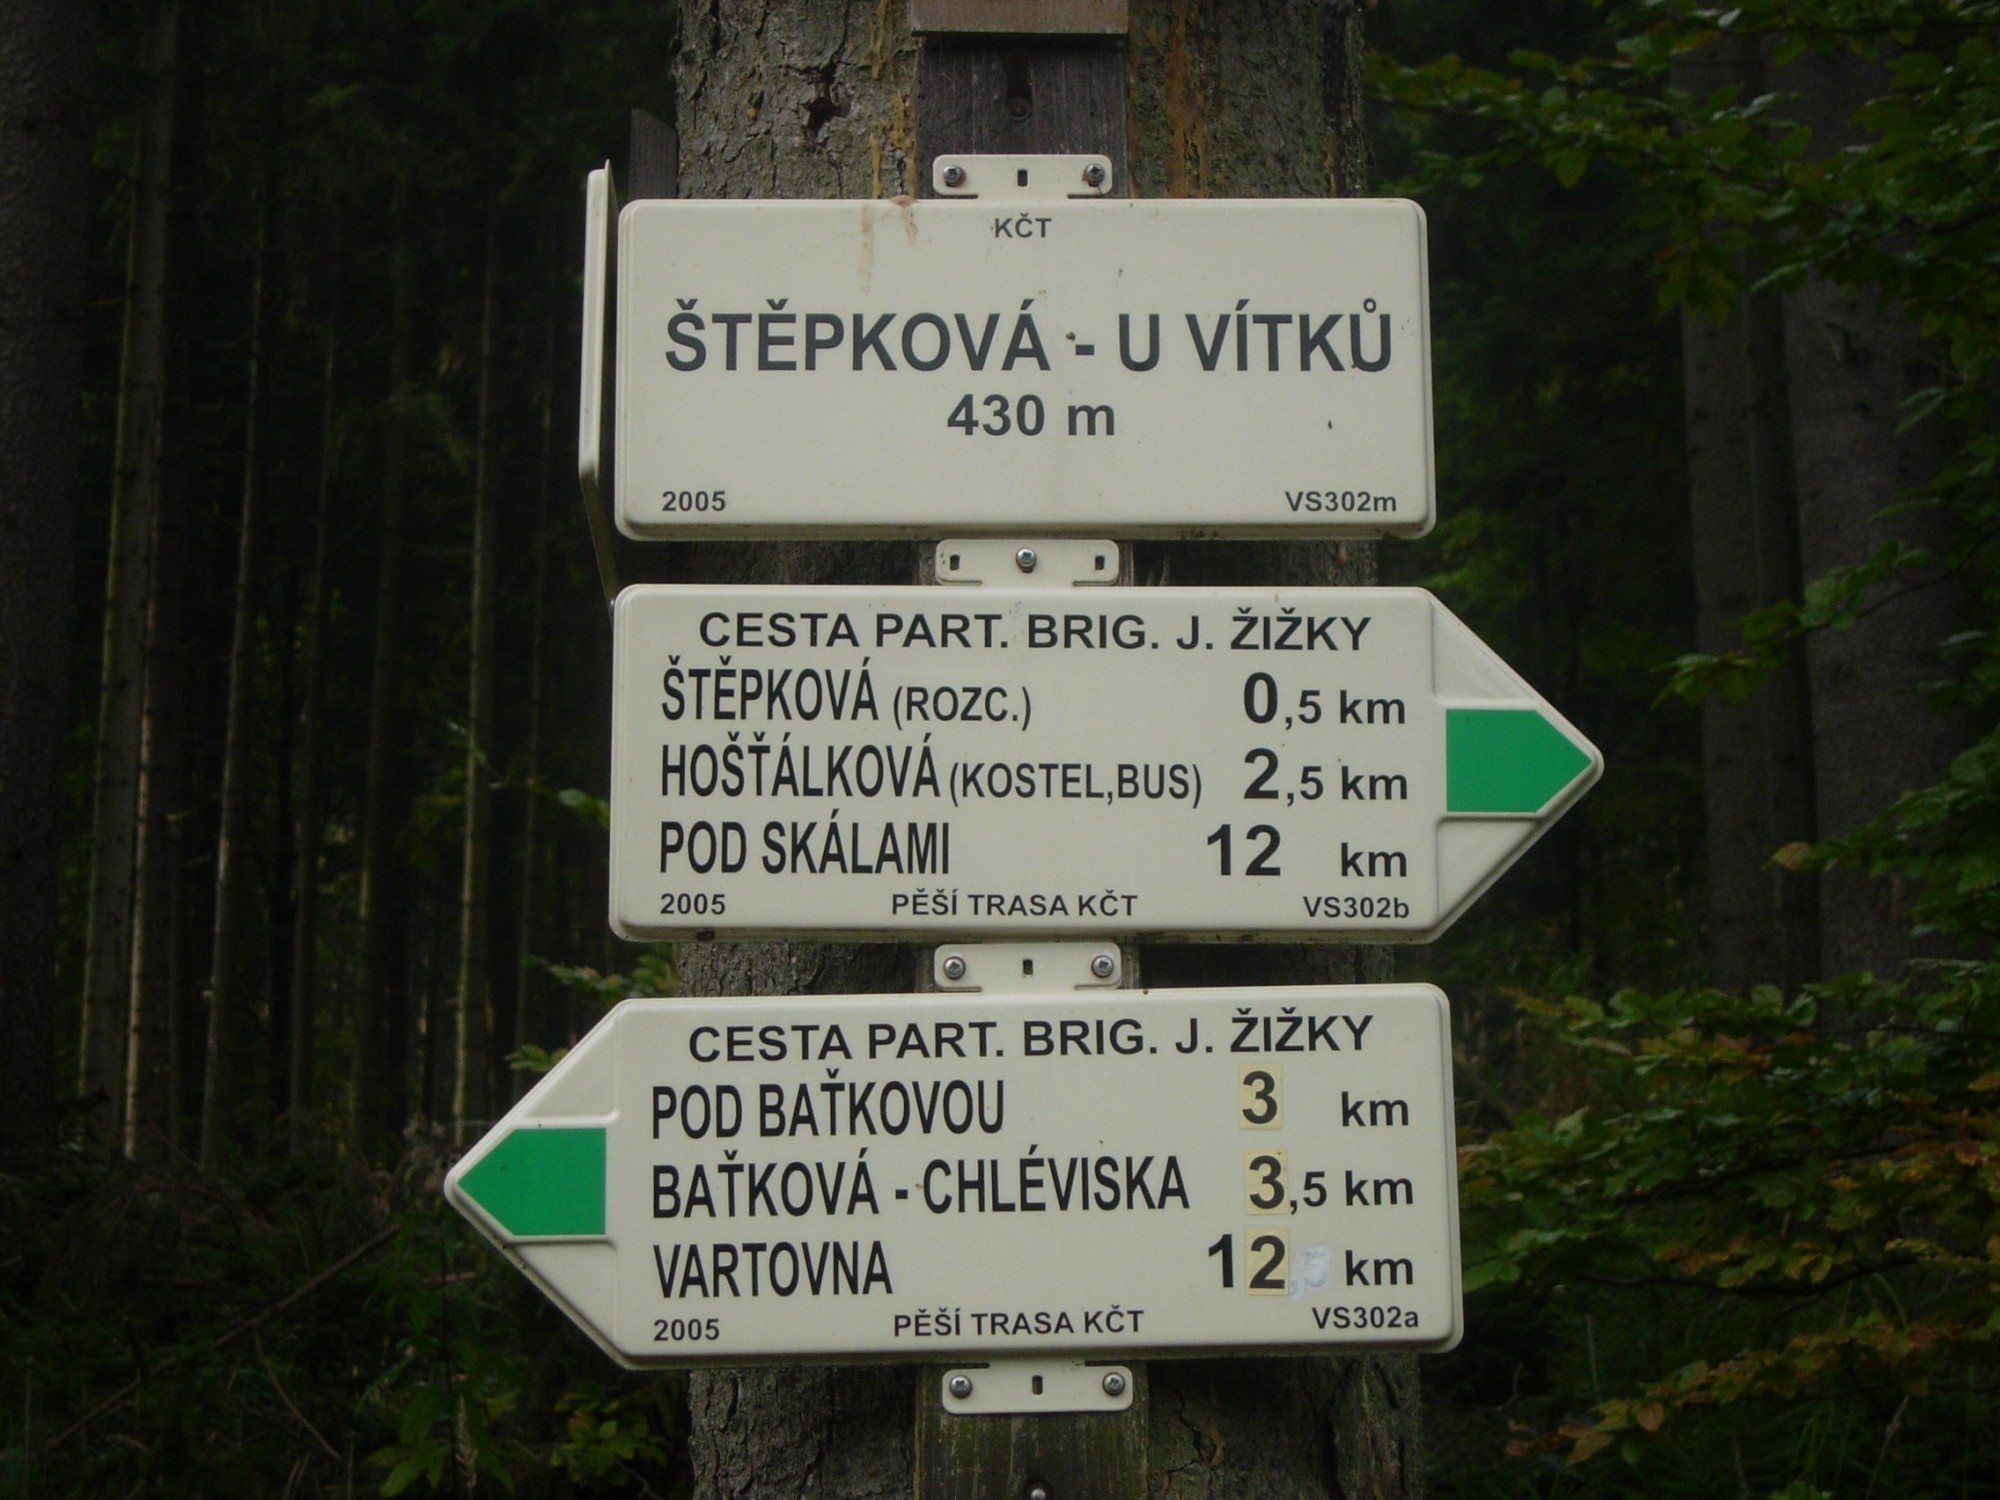 KČT
ŠTĚPKOVÁ - U VÍTKŮ
430 m
2005 VS302m
CESTA PART. BRIG. J. ŽIŽKY
ŠTĚPKOVÁ (ROZC.) 0,5 km
HOŠŤÁLKOVÁ (KOSTEL,BUS) 2,5 km
POD SKÁLAMI 12 km
2005 PĚŠÍ TRASA KČT VS302b
CESTA PART. BRIG. J. ŽIŽKY
POD BAŤKOVOU 3 km
BAŤKOVÁ - CHLÉVISKA 3,5 km
VARTOVNA 12 km
2005 PĚŠÍ TRASA KČT VS302a